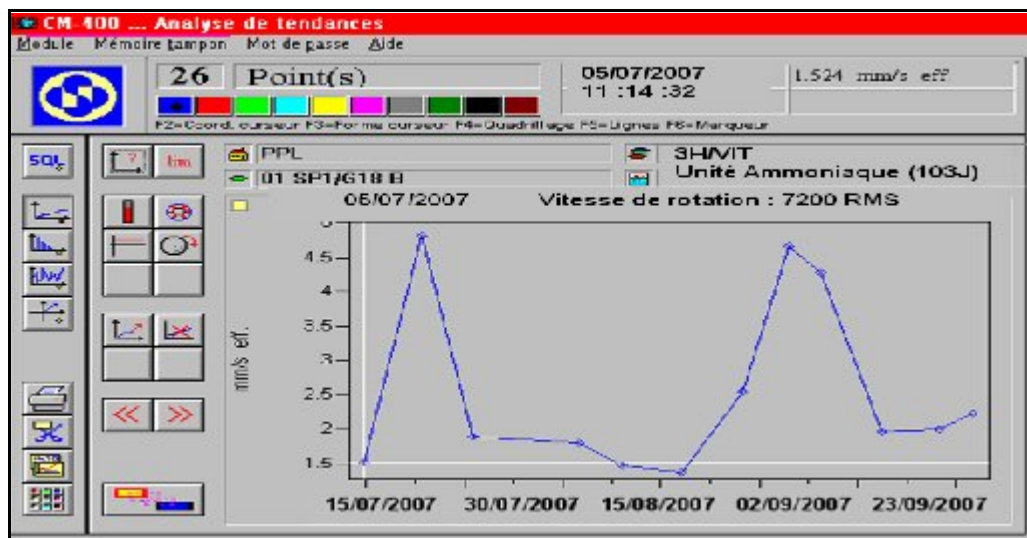 CM-400 ... Analyse de tendances
Module Mémoire tampon Mot de passe Aide
26 Point(s)
05/07/2007
11 :14 :32
1.524 mm/s eff
F2=Coord. curseur F3=Forme curseur F4=Quadrillage F5=Lignes F6=Marqueur
SQL
lim
PPL
3H/VIT
01 SP1/G18 B
Unité Ammoniaque (103J)
05/07/2007 Vitesse de rotation : 7200 RMS
5
4.5
4
3.5
3
2.5
2
1.5
mm/s eff.
15/07/2007 30/07/2007 15/08/2007 02/09/2007 23/09/2007